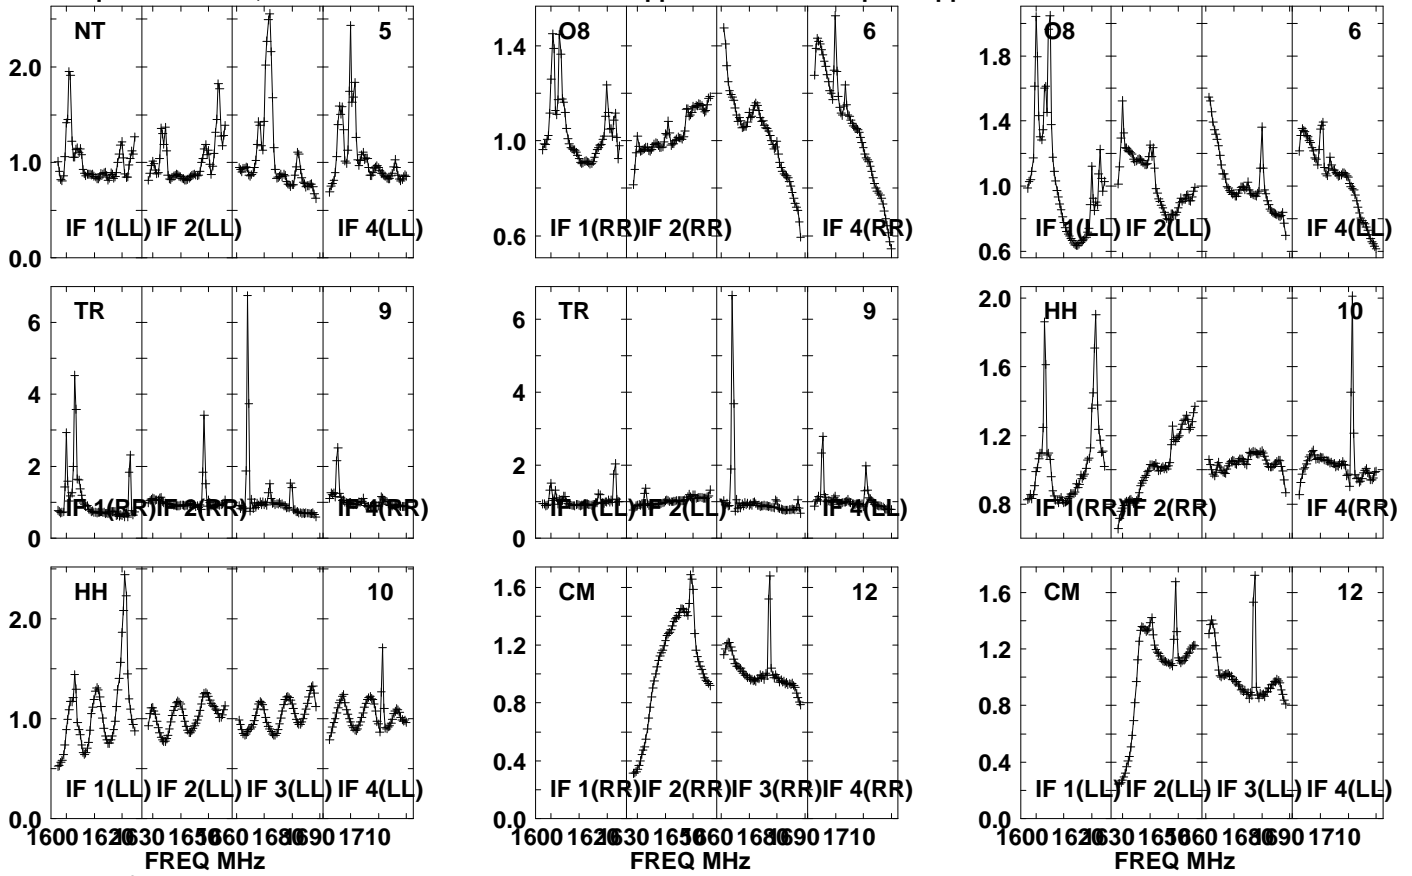 NT 5 O8 6 O8 6
2.0 1.4 1.8
1.0 1.0 1.4
1.0
0.0 0.6 0.6
IF 1(LL) IF 2(LL) IF 4(LL) IF 1(RR) IF 2(RR) IF 4(RR) IF 1(LL) IF 2(LL) IF 4(LL)
TR 9 TR 9 HH 10
6 6 2.0
4 4 1.6
2 2 1.2
0 0 0.8
IF 1(RR) IF 2(RR) IF 4(RR) IF 1(LL) IF 2(LL) IF 4(LL) IF 1(RR) IF 2(RR) IF 4(RR)
HH 10 CM 12 CM 12
2.0 1.6 1.6
1.0 1.2 1.2
0.8 0.8
0.4 0.4
0.0 0.0 0.0
IF 1(LL) IF 2(LL) IF 3(LL) IF 4(LL) IF 1(RR) IF 2(RR) IF 3(RR) IF 4(RR) IF 1(LL) IF 2(LL) IF 3(LL) IF 4(LL)
1600 1620 1630 1650 1660 1680 1690 1710 1600 1620 1630 1650 1660 1680 1690 1710 1600 1620 1630 1650 1660 1680 1690 1710
FREQ MHz FREQ MHz FREQ MHz